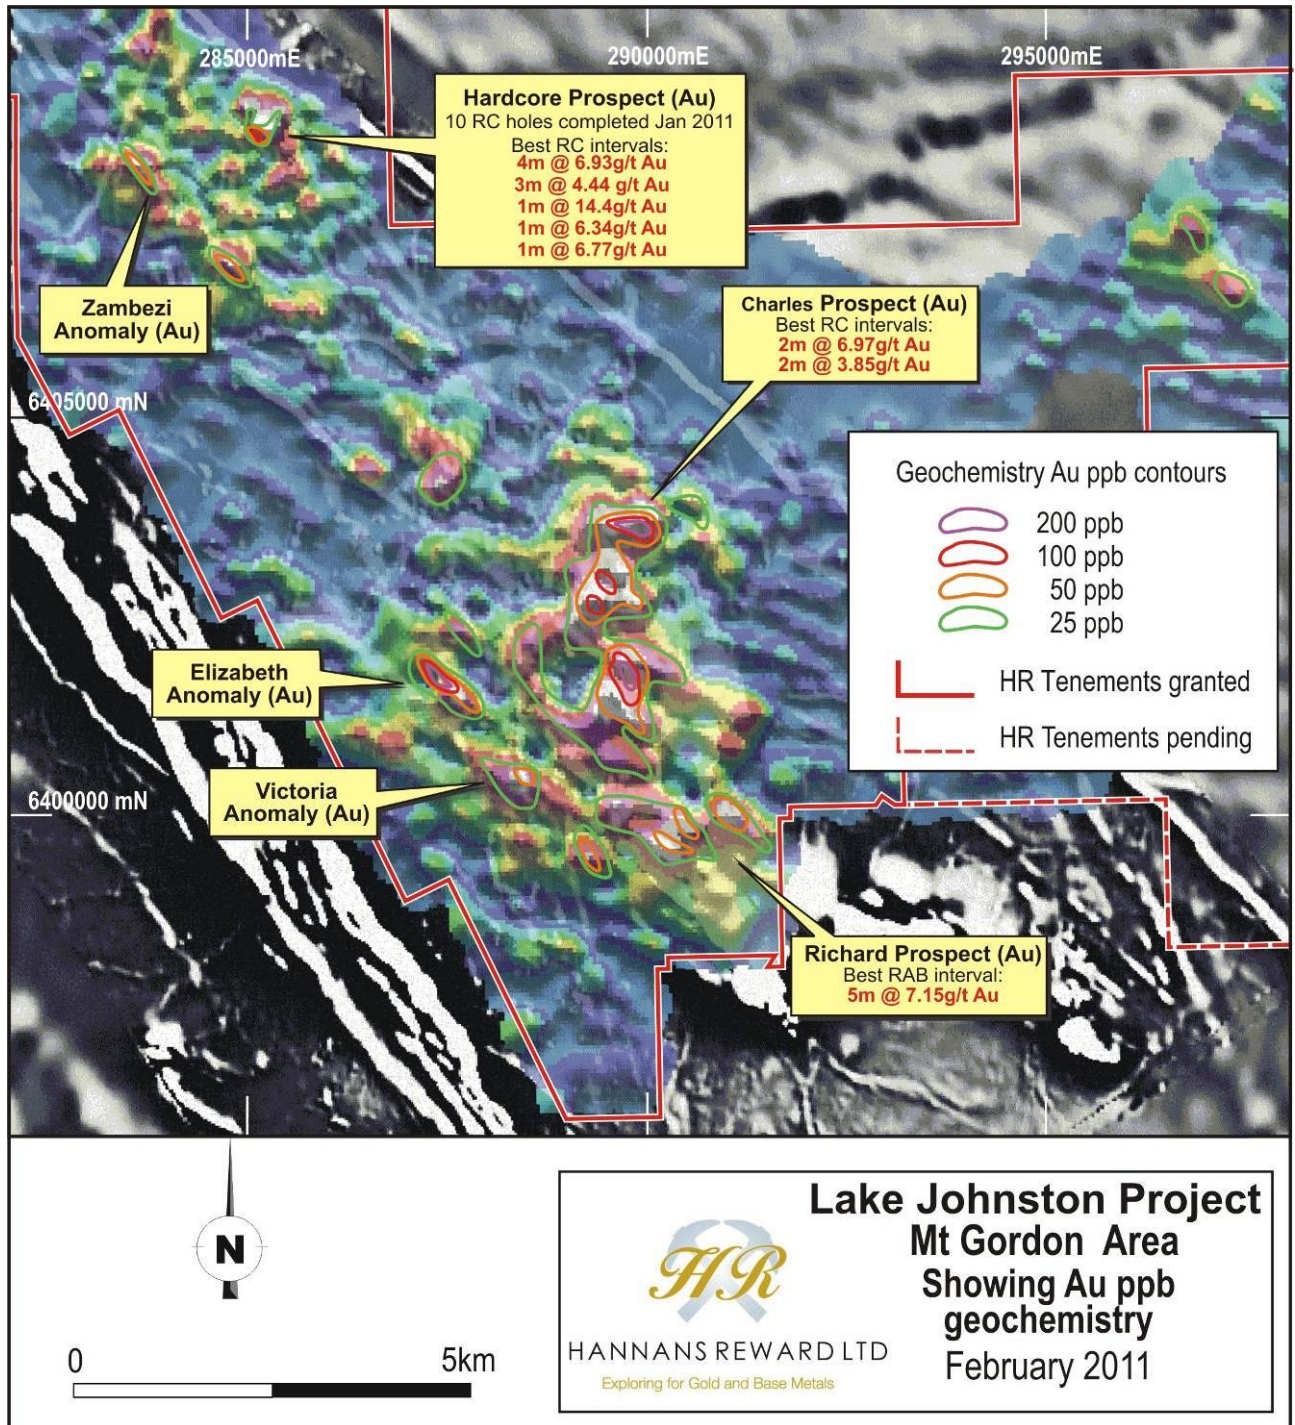 285000mE
290000mE
295000mE
Hardcore Prospect (Au)
10 RC holes completed Jan 2011
Best RC intervals:
4m @ 6.93g/t Au
3m @ 4.44 g/t Au
1m @ 14.4g/t Au
1m @ 6.34g/t Au
1m @ 6.77g/t Au
Zambezi
Anomaly (Au)
Charles Prospect (Au)
Best RC intervals:
2m @ 6.97g/t Au
2m @ 3.85g/t Au
6405000 mN
Geochemistry Au ppb contours
200 ppb
100 ppb
50 ppb
25 ppb
HR Tenements granted
HR Tenements pending
Elizabeth
Anomaly (Au)
Victoria
Anomaly (Au)
6400000 mN
Richard Prospect (Au)
Best RAB interval:
5m @ 7.15g/t Au
N
0
5km
HR
HANNANS REWARD LTD
Exploring for Gold and Base Metals
Lake Johnston Project
Mt Gordon Area
Showing Au ppb
geochemistry
February 2011